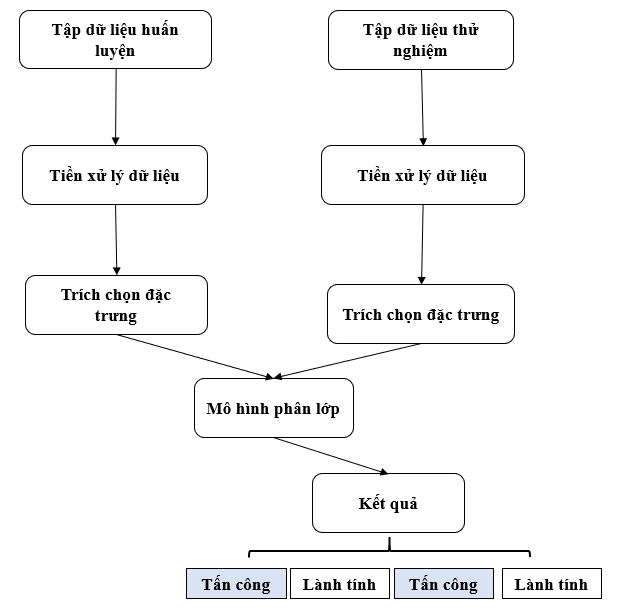 Tập dữ liệu huấn
luyện
Tập dữ liệu thử
nghiệm
Tiền xử lý dữ liệu
Tiền xử lý dữ liệu
Trích chọn đặc
trưng
Trích chọn đặc trưng
Mô hình phân lớp
Kết quả
Tấn công
Lành tính
Tấn công
Lành tính